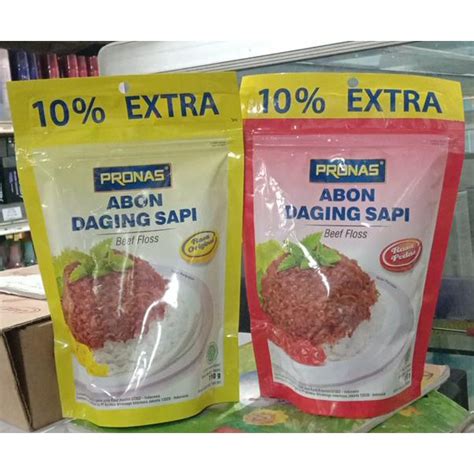 10% EXTRA
PRONAS
ABON
DAGING SAPI
Beef Floss
Rasa
Original
10% EXTRA
PRONAS
ABON
DAGING SAPI
Beef Floss
Rasa
Pedas